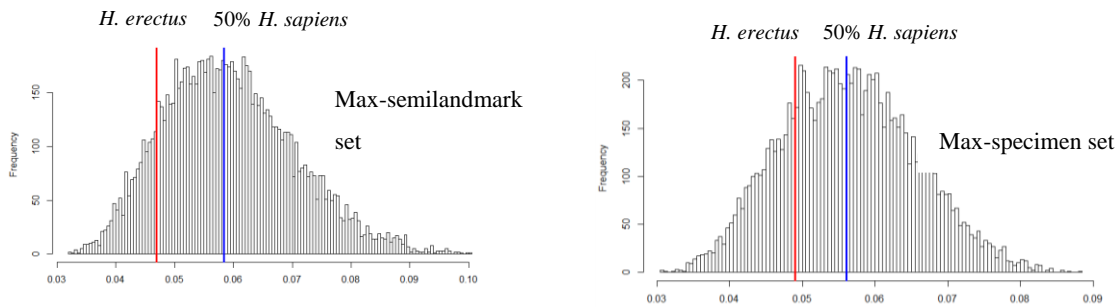 H. erectus 50% H. sapiens
Max-semilandmark
set
Frequency
150
100
50
0
0.03 0.04 0.05 0.06 0.07 0.08 0.09 0.10
H. erectus 50% H. sapiens
Max-specimen set
Frequency
200
150
100
50
0
0.03 0.04 0.05 0.06 0.07 0.08 0.09